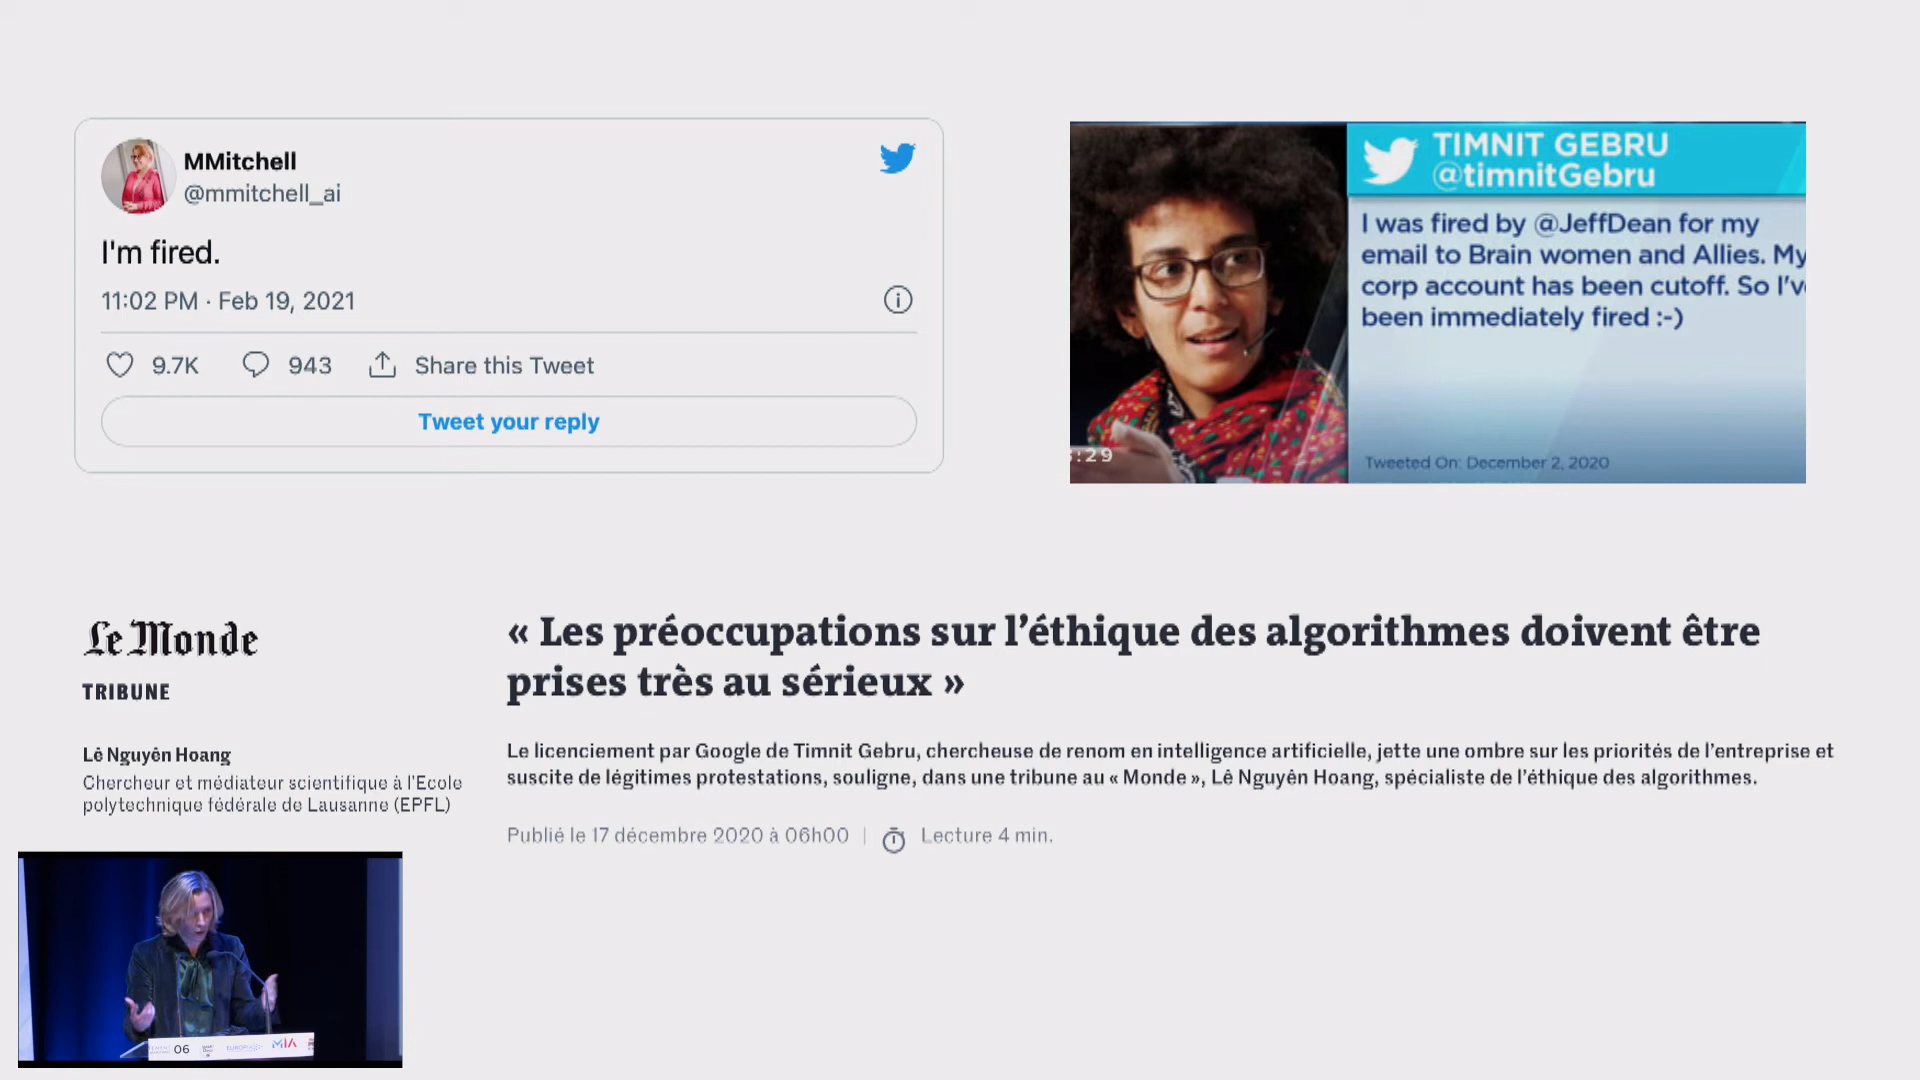 MMitchell
@mmitchell_ai
I'm fired.
11:02 PM · Feb 19, 2021
9.7K 943 Share this Tweet
Tweet your reply
TIMNIT GEBRU
@timnitGebru
I was fired by @JeffDean for my
email to Brain women and Allies. My
corp account has been cutoff. So I'v
been immediately fired :-)
:29
Tweeted On: December 2, 2020
Le Monde
TRIBUNE
Lê Nguyên Hoang
Chercheur et médiateur scientifique à l'Ecole
polytechnique fédérale de Lausanne (EPFL)
« Les préoccupations sur l’éthique des algorithmes doivent être
prises très au sérieux »
Le licenciement par Google de Timnit Gebru, chercheuse de renom en intelligence artificielle, jette une ombre sur les priorités de l’entreprise et
suscite de légitimes protestations, souligne, dans une tribune au « Monde », Lê Nguyên Hoang, spécialiste de l’éthique des algorithmes.
Publié le 17 décembre 2020 à 06h00 | Lecture 4 min.
06 MIA